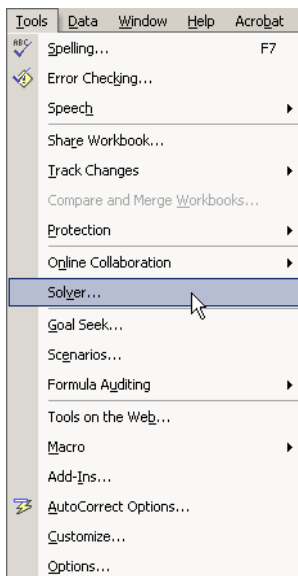 Tools Data Window Help Acrobat
ABC Spelling... F7
Error Checking...
Speech
Share Workbook...
Track Changes
Compare and Merge Workbooks...
Protection
Online Collaboration
Solver...
Goal Seek...
Scenarios...
Formula Auditing
Tools on the Web...
Macro
Add-Ins...
AutoCorrect Options...
Customize...
Options...